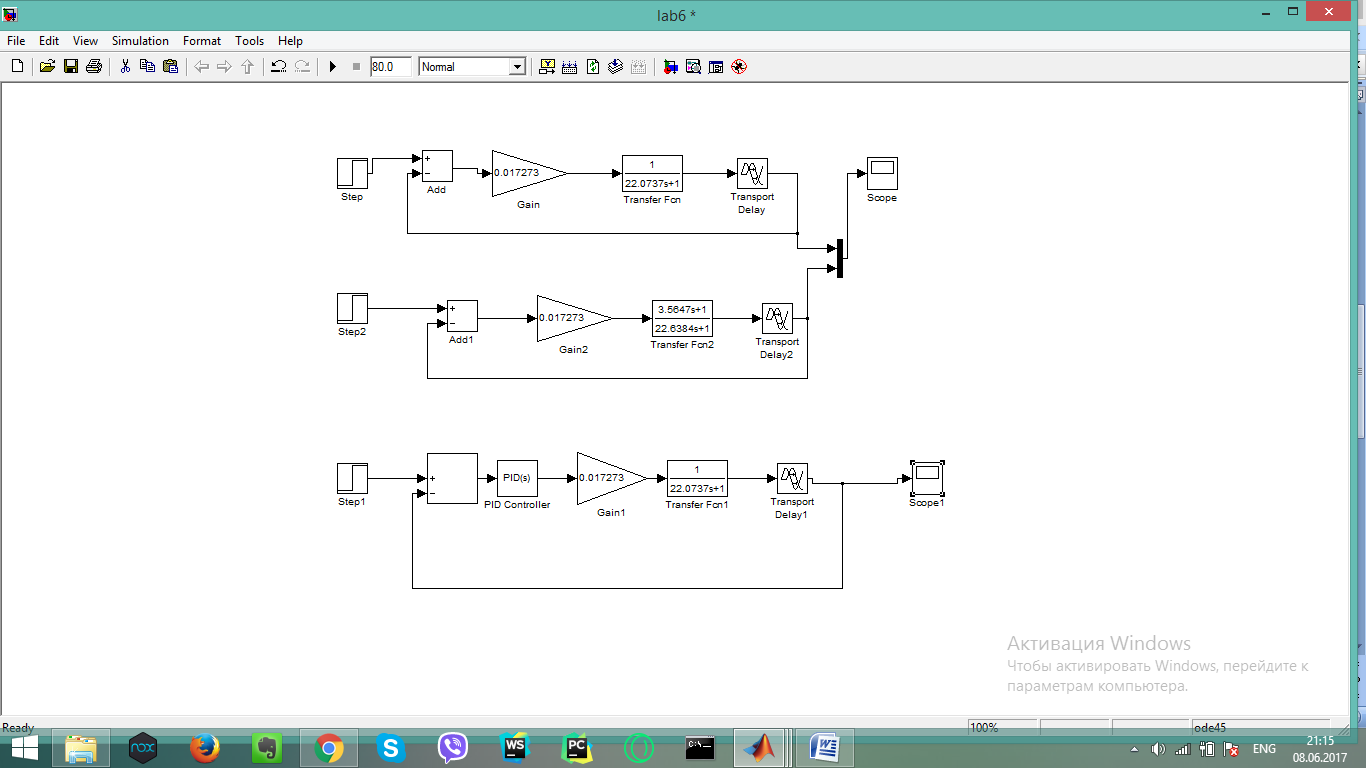 lab6 *
File Edit View Simulation Format Tools Help
80.0 Normal
+
−
Add
Step
0.017273
Gain
1
22.0737s+1
Transfer Fcn
Transport
Delay
Scope
Step2
+
−
Add1
0.017273
Gain2
3.5647s+1
22.6384s+1
Transfer Fcn2
Transport
Delay2
Step1
+
−
PID(s)
PID Controller
0.017273
Gain1
1
22.0737s+1
Transfer Fcn1
Transport
Delay1
Scope1
Активация Windows
Чтобы активировать Windows, перейдите к
параметрам компьютера.
Ready 100% ode45
nox
S
WS
PC
C:\
W
ENG
21:15
08.06.2017